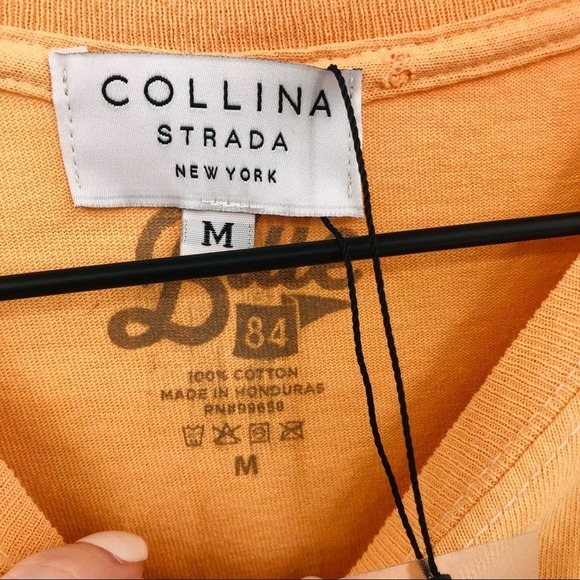 COLLINA
STRADA
NEW YORK
M
84
100% COTTON
MADE IN HONDURAS
M